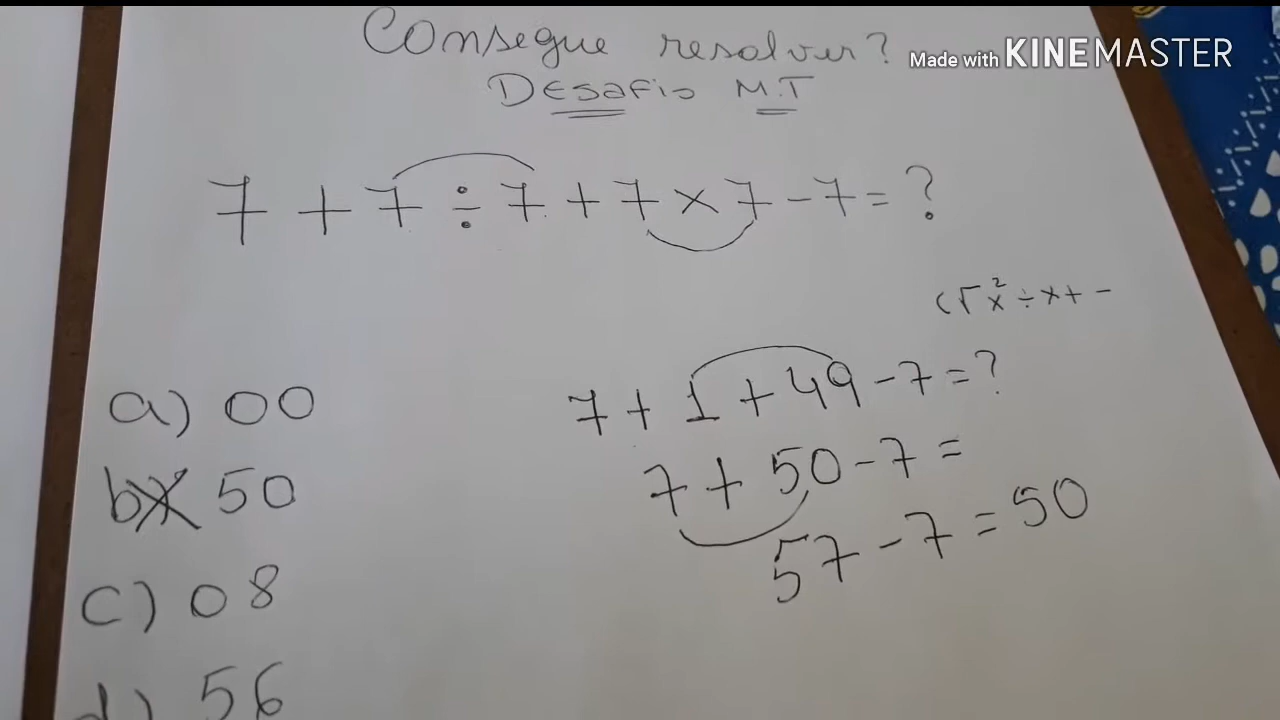 Consegue resolver?
Made with KINEMASTER
Desafio M.T
7 + 7 ÷ 7 + 7 × 7 - 7 = ?
(√ x² ÷ × + -
7 + 1 + 49 - 7 = ?
a) 00
7 + 50 - 7 =
b) 50
57 - 7 = 50
c) 08
d) 56